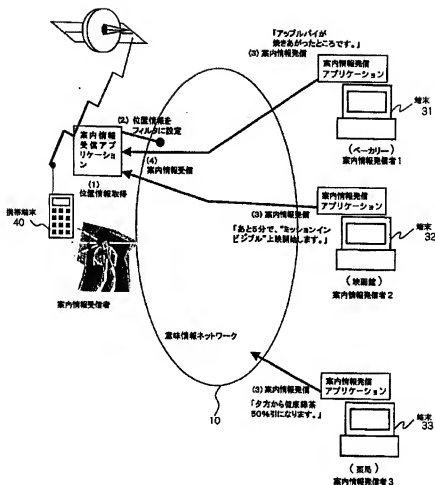 「アップルパイが
焼きあがったところです。」
(3) 案内情報発信
案内情報発信
アプリケーション
端末
31
(ベーカリー)
案内情報発信者1
(2) 位置情報を
フィルタに設定
案内情報
受信アプリ
ケーション
(4)
案内情報受信
(1)
位置情報取得
携帯端末
40
案内情報受信者
(3) 案内情報発信
「あと5分で、“ミッションイン
ビジブル”上映開始します。」
案内情報発信
アプリケーション
端末
32
(映画館)
案内情報発信者2
意味情報ネットワーク
10
(3) 案内情報発信
「夕方から健康緑茶
50%引になります。」
案内情報発信
アプリケーション
端末
33
(薬局)
案内情報発信者3